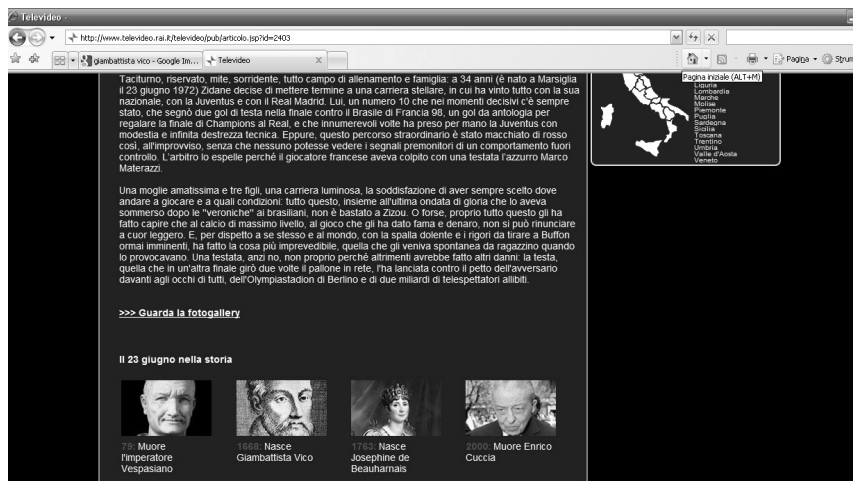 Televideo -
http://www.televideo.rai.it/televideo/pub/articolo.jsp?id=2403
giambattista vico - Google Im...
Televideo
Pagina
Strum
Pagina iniziale (ALT+M)
Taciturno, riservato, mite, sorridente, tutto campo di allenamento e famiglia: a 34 anni (è nato a Marsiglia
il 23 giugno 1972) Zidane decise di mettere termine a una carriera stellare, in cui ha vinto tutto con la sua
nazionale, con la Juventus e con il Real Madrid. Lui, un numero 10 che nei momenti decisivi c'è sempre
stato, che segnò due gol di testa nella finale contro il Brasile di Francia 98, un gol da antologia per
regalare la finale di Champions al Real, e che innumerevoli volte ha preso per mano la Juventus con
modestia e infinita destrezza tecnica. Eppure, questo percorso straordinario è stato macchiato di rosso
così, all'improvviso, senza che nessuno potesse vedere i segnali premonitori di un comportamento fuori
controllo. L'arbitro lo espelle perché il giocatore francese aveva colpito con una testata l'azzurro Marco
Materazzi.
Una moglie amatissima e tre figli, una carriera luminosa, la soddisfazione di aver sempre scelto dove
andare a giocare e a quali condizioni: tutto questo, insieme all'ultima ondata di gloria che lo aveva
sommerso dopo le "veroniche" ai brasiliani, non è bastato a Zizou. O forse, proprio tutto questo gli ha
fatto capire che al calcio di massimo livello, al gioco che gli ha dato fama e denaro, non si può rinunciare
a cuor leggero. E, per dispetto a se stesso e al mondo, con la spalla dolente e i rigori da tirare a Buffon
ormai imminenti, ha fatto la cosa più imprevedibile, quella che gli veniva spontanea da ragazzino quando
lo provocavano. Una testata, anzi no, non proprio perché altrimenti avrebbe fatto altri danni: la testa,
quella che in un'altra finale girò due volte il pallone in rete, l'ha lanciata contro il petto dell'avversario
davanti agli occhi di tutti, dell'Olympiastadion di Berlino e di due miliardi di telespettatori allibiti.
>>> Guarda la fotogallery
Il 23 giugno nella storia
79: Muore
l'imperatore
Vespasiano
1668: Nasce
Giambattista Vico
1763: Nasce
Josephine de
Beauharnais
2000: Muore Enrico
Cuccia
Liguria
Lombardia
Marche
Molise
Piemonte
Puglia
Sardegna
Sicilia
Toscana
Trentino
Umbria
Valle d'Aosta
Veneto